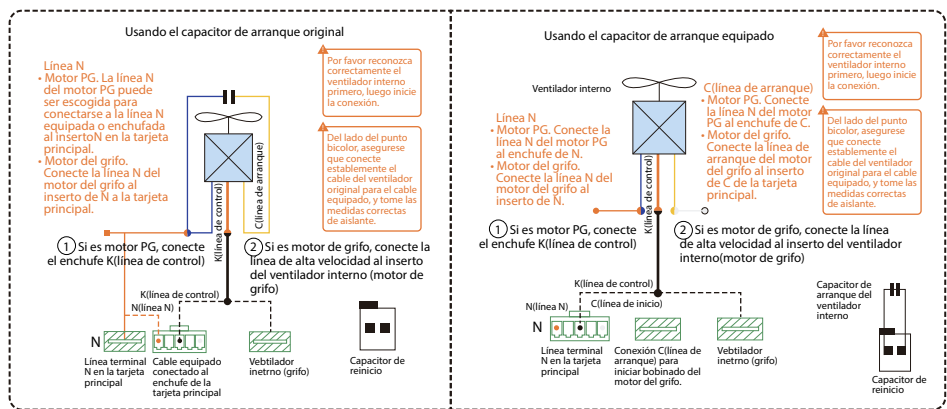 Usando el capacitor de arranque original
Línea N
• Motor PG. La línea N
del motor PG puede
ser escogida para
conectarse a la línea N
equipada o enchufada
al insertoN en la tarjeta
principal.
• Motor del grifo.
Conecte la línea N del
motor del grifo al
inserto de N a la tarjeta
principal.
Por favor reconozca
correctamente el
ventilador interno
primero, luego inicie
la conexión.
Del lado del punto
bicolor, asegurese
que conecte
establemente el
cable del ventilador
original para el cable
equipado, y tome las
medidas correctas
de aislante.
K(línea de control)
C(línea de arranque)
1 Si es motor PG, conecte
el enchufe K(línea de control)
2 Si es motor de grifo, conecte la
línea de alta velocidad al inserto
del ventilador interno (motor de
grifo)
K(línea de control)
N(línea N)
N
Línea terminal
N en la tarjeta
principal
Cable equipado
conectado al
enchufe de la
tarjeta principal
Vebtilador
inetrno (grifo)
Capacitor de
reinicio
Usando el capacitor de arranque equipado
Ventilador interno
Línea N
• Motor PG. Conecte la
línea N del motor PG
al enchufe de N.
• Motor del grifo.
Conecte la línea N del
motor del grifo al
inserto de N.
C(línea de arranque)
• Motor PG. Conecte
la línea N del motor
PG al enchufe de C.
• Motor del grifo.
Conecte la línea de
arranque del motor
del grifo al inserto
de C de la tarjeta
principal.
Por favor reconozca
correctamente el
ventilador interno
primero, luego inicie
la conexión.
Del lado del punto
bicolor, asegurese
que conecte
establemente el
cable del ventilador
original para el cable
equipado, y tome las
medidas correctas
de aislante.
K(línea de control)
1 Si es motor PG, conecte
el enchufe K(línea de control)
2 Si es motor de grifo, conecte la línea
de alta velocidad al inserto del ventilador
interno(motor de grifo)
K(línea de control)
N(línea N)
C(línea de inicio)
N
Línea terminal
N en la tarjeta
principal
Conexión C(línea de
arranque) para
iniciar bobinado del
motor del grifo.
Vebtilador
inetrno (grifo)
Capacitor de
arranque del
ventilador
interno
Capacitor de
reinicio